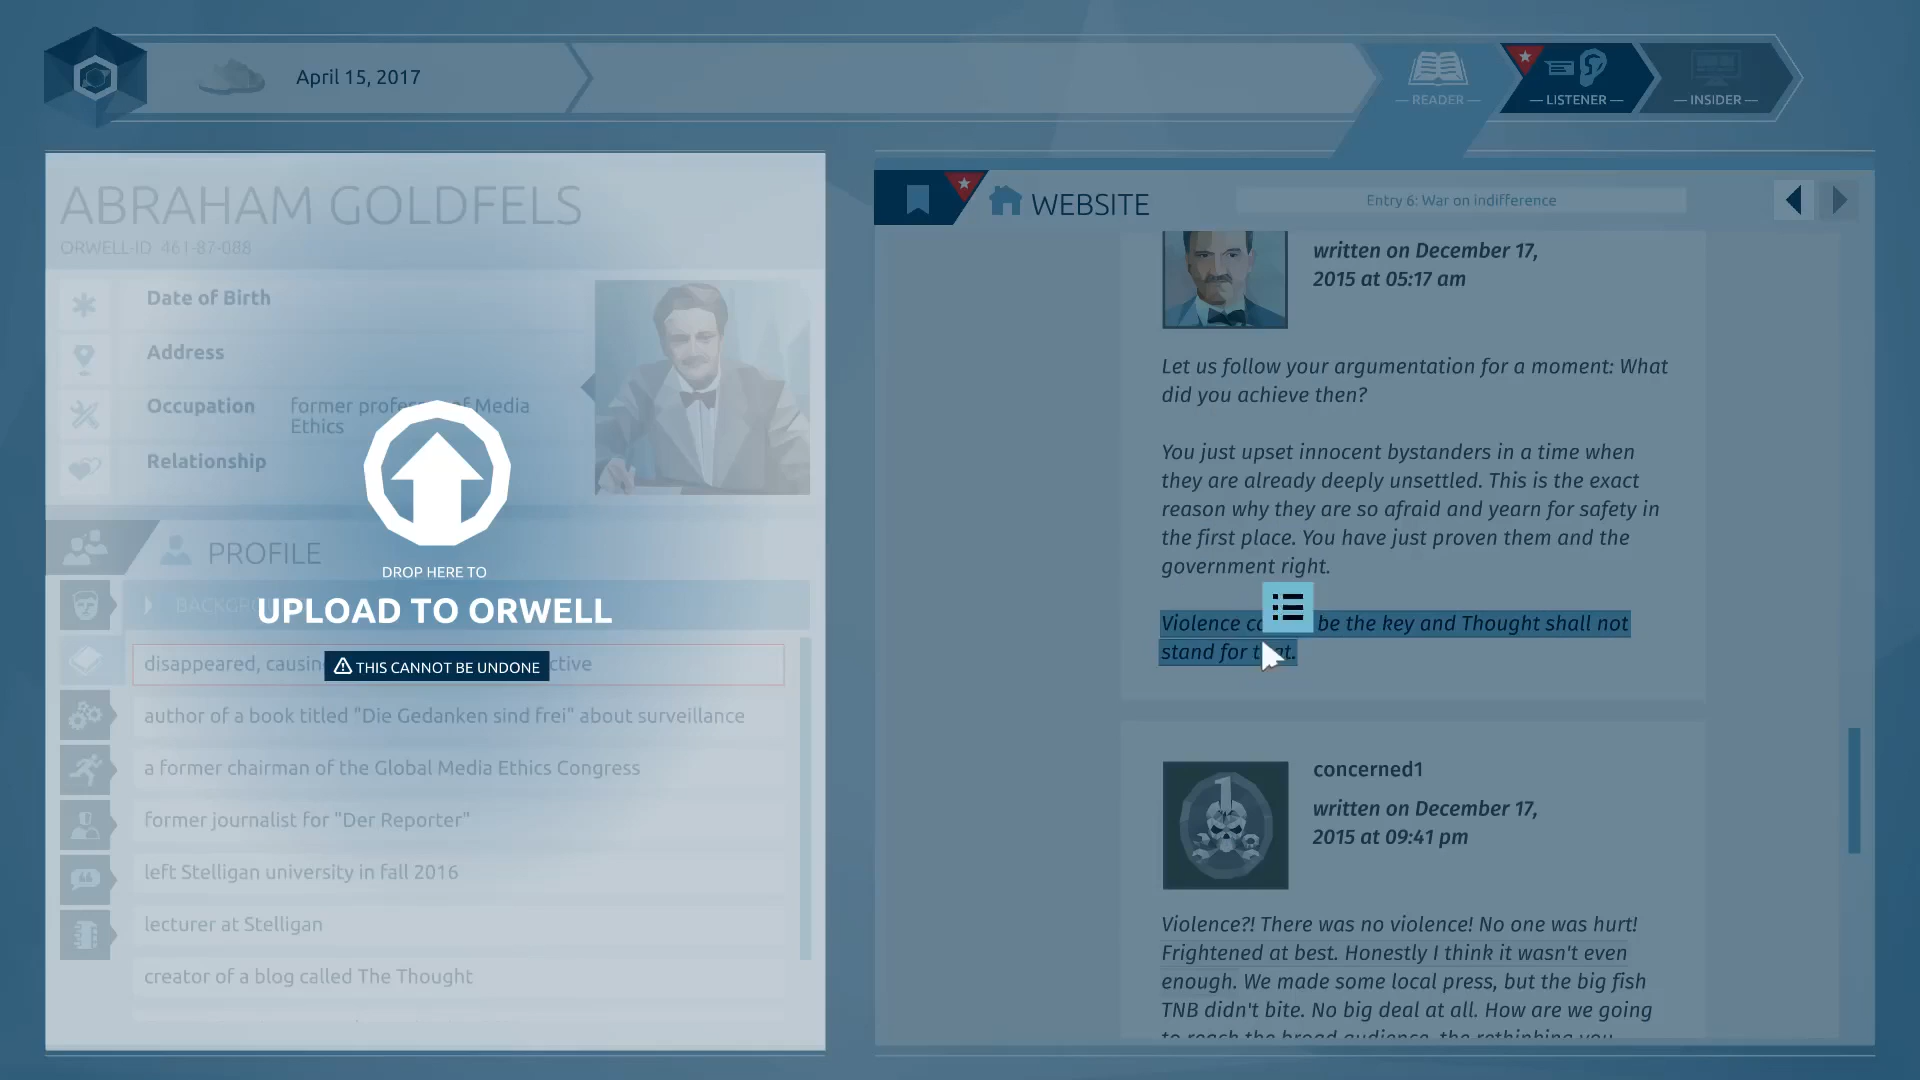 April 15, 2017
READER
LISTENER
INSIDER
ABRAHAM GOLDFELS
ORWELL-ID 461-87-088
Date of Birth
Address
Occupation
former of Media
Ethics
Relationship
PROFILE
DROP HERE TO
UPLOAD TO ORWELL
THIS CANNOT BE UNDONE
disappeared,
author of a book titled "Die Gedanken sind frei" about surveillance
a former chairman of the Global Media Ethics Congress
former journalist for "Der Reporter"
left Stelligan university in fall 2016
lecturer at Stelligan
creator of a blog called The Thought
WEBSITE
Entry 6: War on indifference
written on December 17,
2015 at 05:17 am
Let us follow your argumentation for a moment: What
did you achieve then?
You just upset innocent bystanders in a time when
they are already deeply unsettled. This is the exact
reason why they are so afraid and yearn for safety in
the first place. You have just proven them and the
government right.
Violence be the key and Thought shall not
stand for that.
concerned1
written on December 17,
2015 at 09:41 pm
Violence?! There was no violence! No one was hurt!
Frightened at best. Honestly I think it wasn't even
enough. We made some local press, but the big fish
TNB didn't bite. No big deal at all. How are we going
to reach the broad audience, the rethinking you